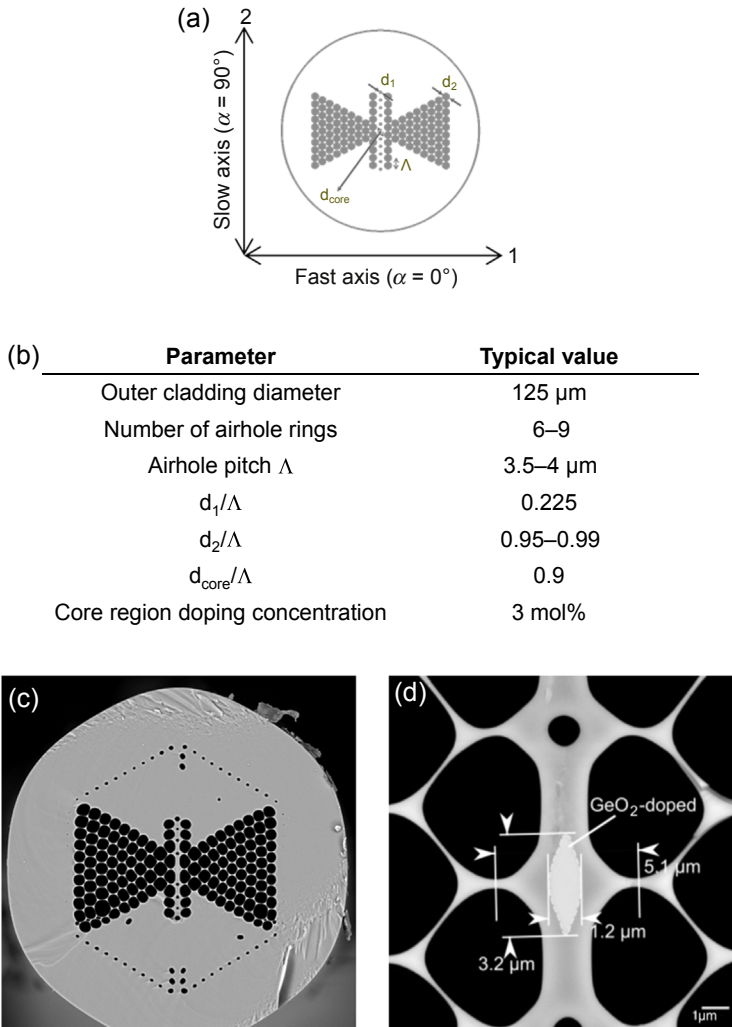 (a)
2
Slow axis (α = 90°)
d₁
d₂
Λ
d_core
1
Fast axis (α = 0°)
(b)
Parameter Typical value
Outer cladding diameter 125 µm
Number of airhole rings 6–9
Airhole pitch Λ 3.5–4 µm
d₁/Λ 0.225
d₂/Λ 0.95–0.99
d_core/Λ 0.9
Core region doping concentration 3 mol%
(c)
(d)
GeO₂-doped
5.1
µm
1.2 µm
3.2 µm
1µm